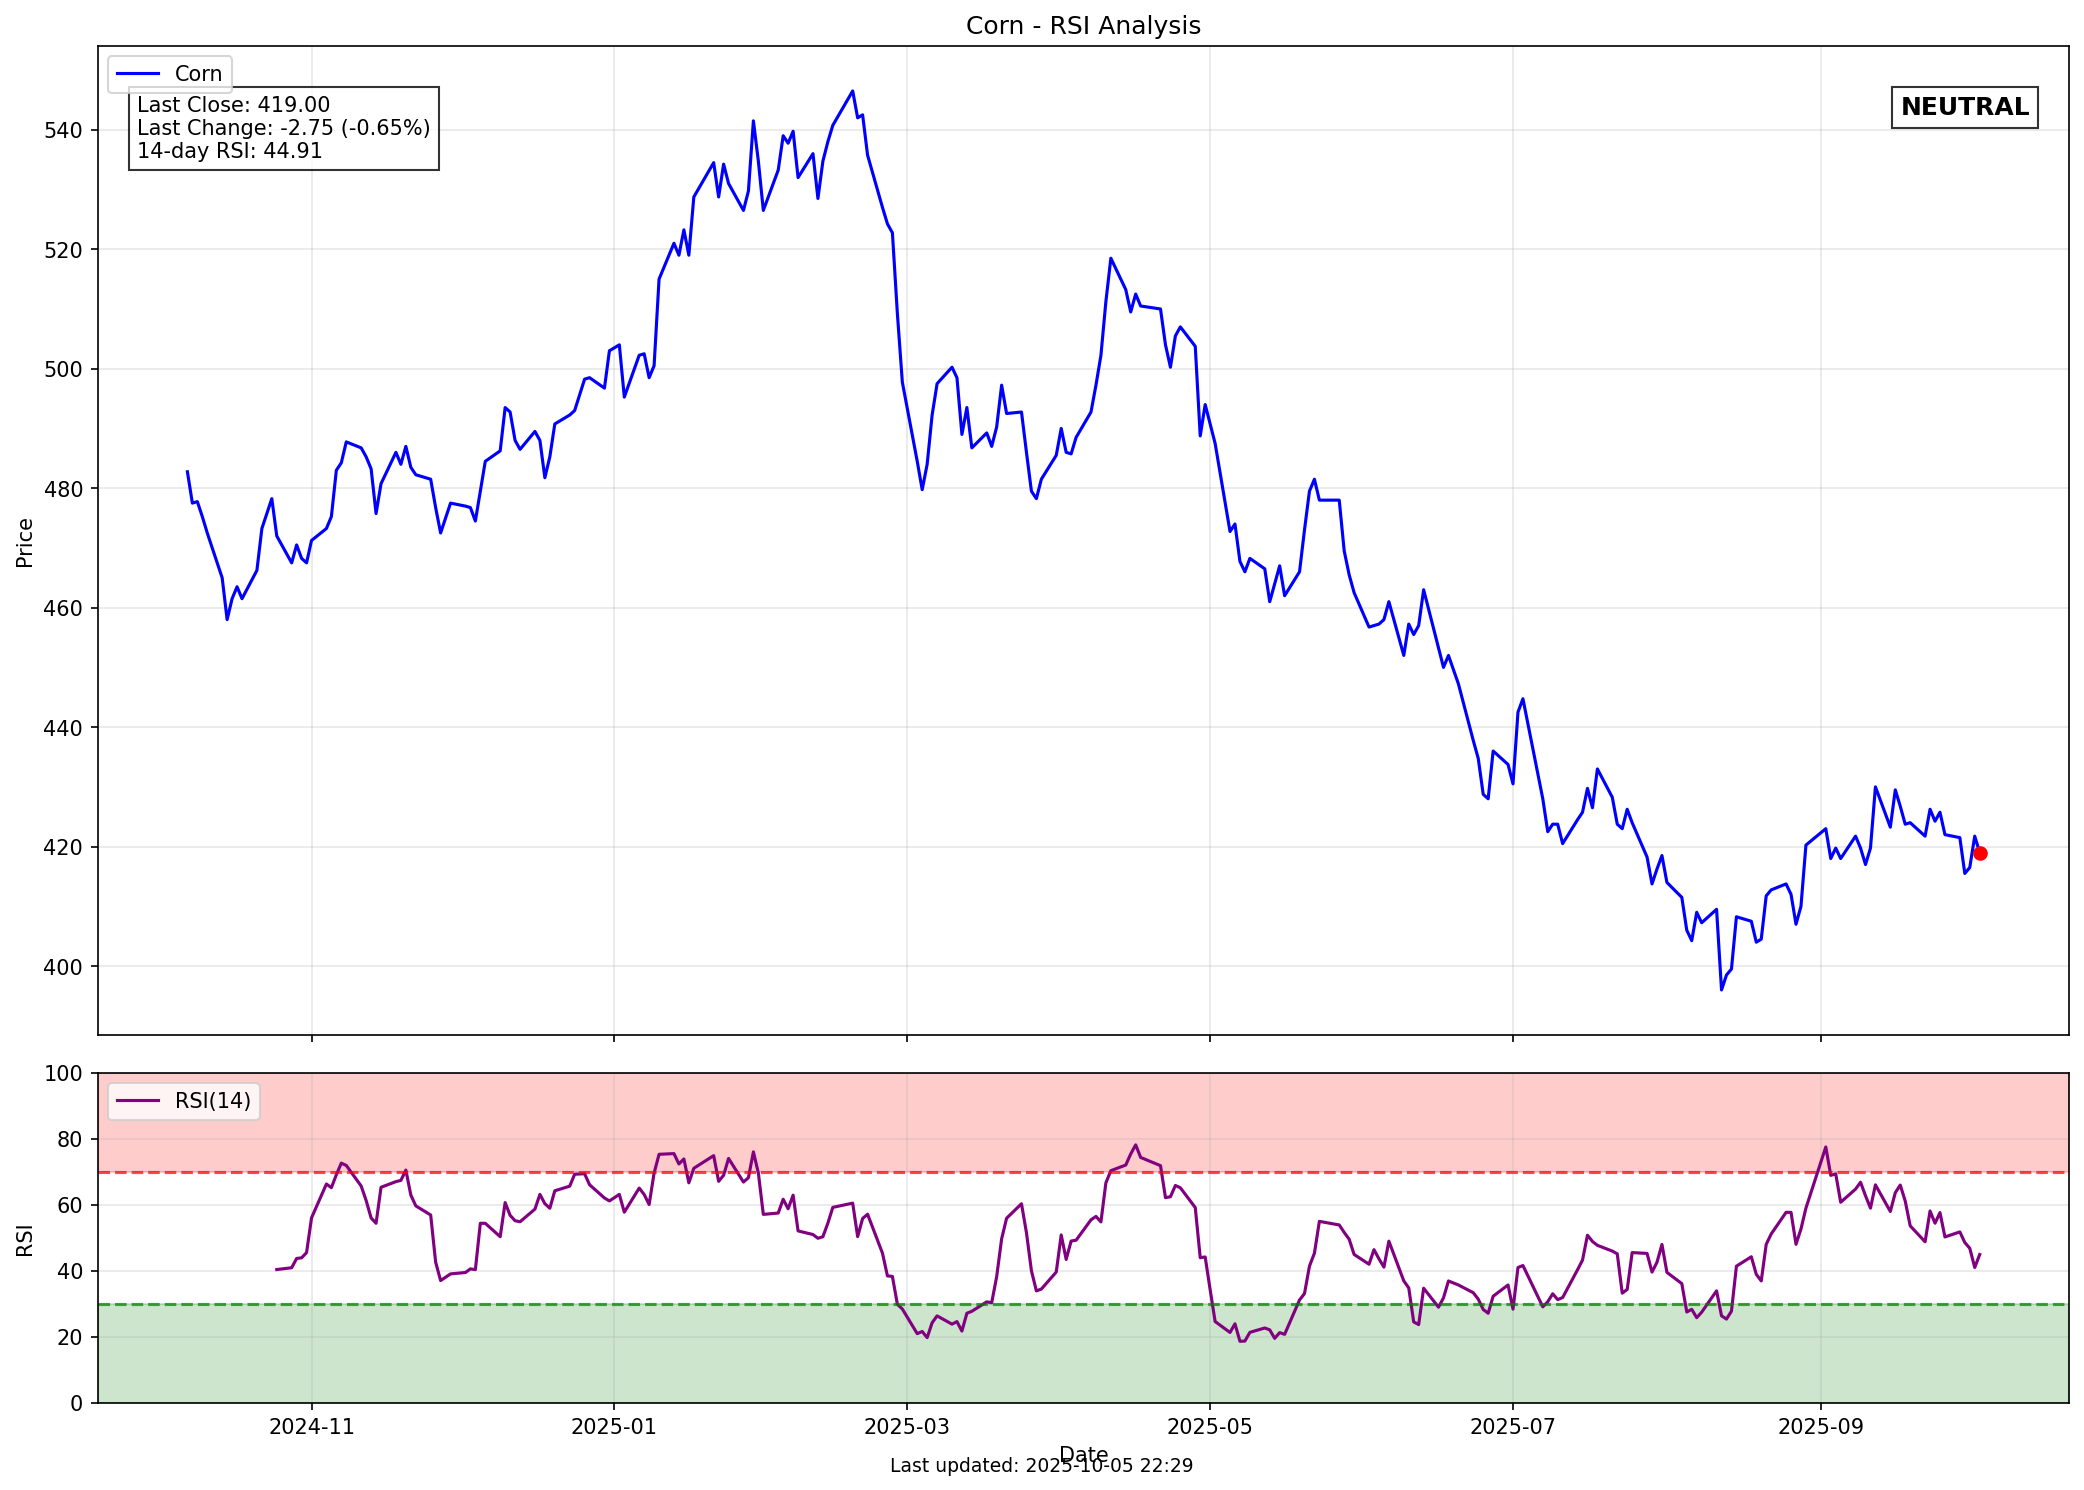 Corn - RSI Analysis
Corn
Last Close: 419.00
Last Change: -2.75 (-0.65%)
14-day RSI: 44.91
NEUTRAL
540
520
500
480
460
440
420
400
Price
100
80
60
40
20
0
RSI
RSI(14)
2024-11
2025-01
2025-03
2025-05
2025-07
2025-09
Date
Last updated: 2025-10-05 22:29